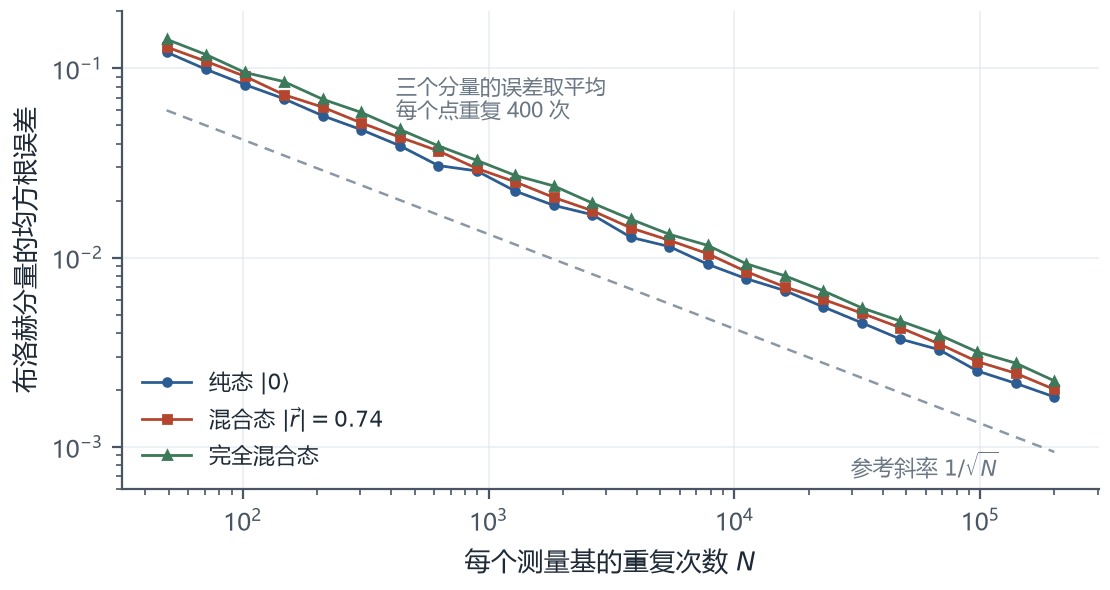 布洛赫分量的均方根误差
10⁻¹
10⁻²
10⁻³
三个分量的误差取平均
每个点重复 400 次
纯态 |0⟩
混合态 |r⃗| = 0.74
完全混合态
参考斜率 1/√N
10²
10³
10⁴
10⁵
每个测量基的重复次数 N